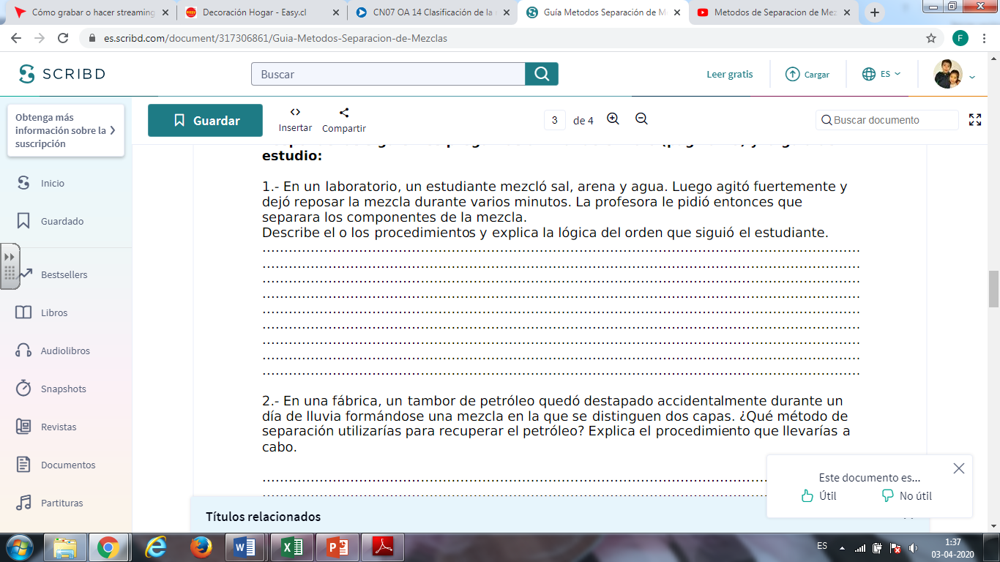 Cómo grabar o hacer streaming
Decoración Hogar - Easy.cl
CN07 OA 14 Clasificación de la
Guía Metodos Separación de M
Metodos de Separacion de Mez
es.scribd.com/document/317306861/Guia-Metodos-Separacion-de-Mezclas
F
SCRIBD
Buscar
Leer gratis
Cargar
ES
Obtenga más
información sobre la
suscripción
Guardar
Insertar
Compartir
3 de 4
Buscar documento
Inicio
Guardado
Bestsellers
Libros
Audiolibros
Snapshots
Revistas
Documentos
Partituras
estudio:
1.- En un laboratorio, un estudiante mezcló sal, arena y agua. Luego agitó fuertemente y
dejó reposar la mezcla durante varios minutos. La profesora le pidió entonces que
separara los componentes de la mezcla.
Describe el o los procedimientos y explica la lógica del orden que siguió el estudiante.
2.- En una fábrica, un tambor de petróleo quedó destapado accidentalmente durante un
día de lluvia formándose una mezcla en la que se distinguen dos capas. ¿Qué método de
separación utilizarías para recuperar el petróleo? Explica el procedimiento que llevarías a
cabo.
Este documento es...
Útil
No útil
Títulos relacionados
ES
1:37
03-04-2020